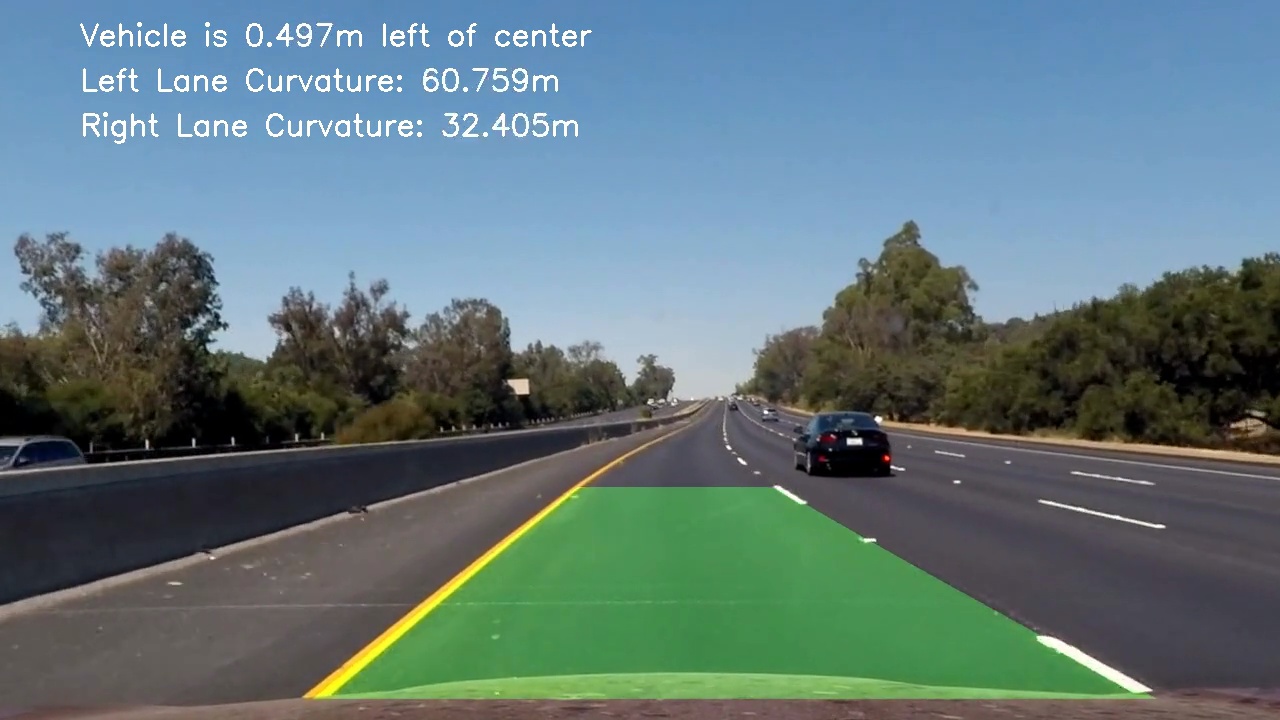 Vehicle is 0.497m left of center
Left Lane Curvature: 60.759m
Right Lane Curvature: 32.405m